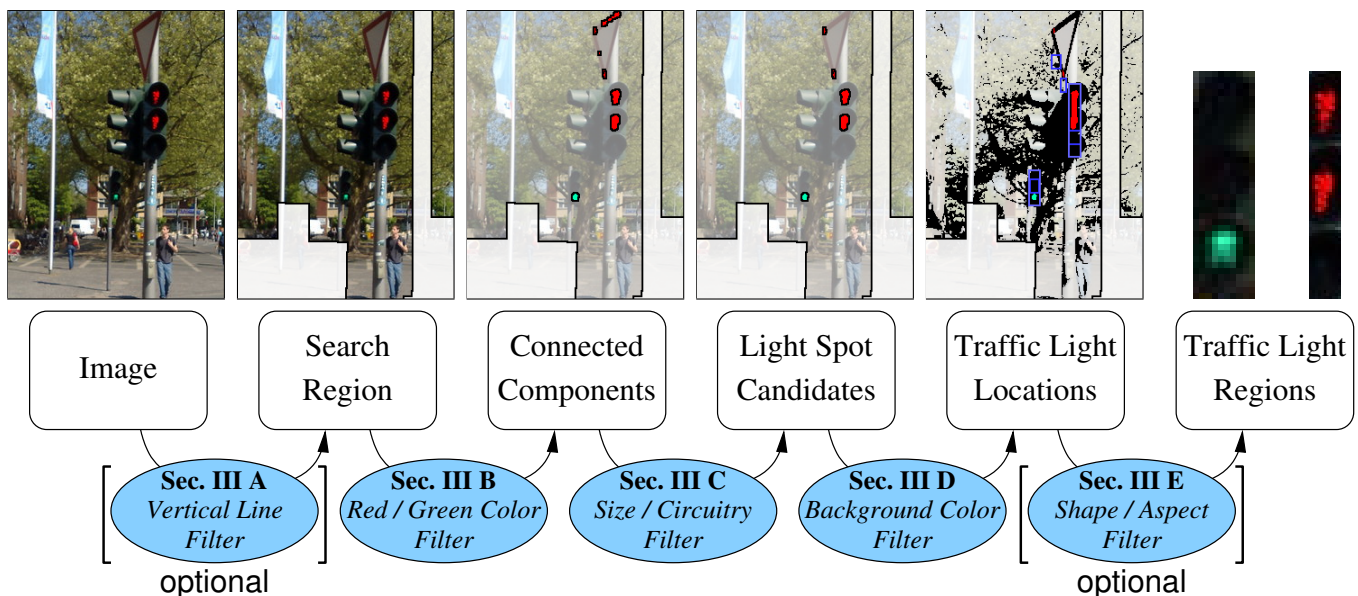 Image
Search
Region
Connected
Components
Light Spot
Candidates
Traffic Light
Locations
Traffic Light
Regions
Sec. III A
Vertical Line
Filter
optional
Sec. III B
Red / Green Color
Filter
Sec. III C
Size / Circuitry
Filter
Sec. III D
Background Color
Filter
Sec. III E
Shape / Aspect
Filter
optional